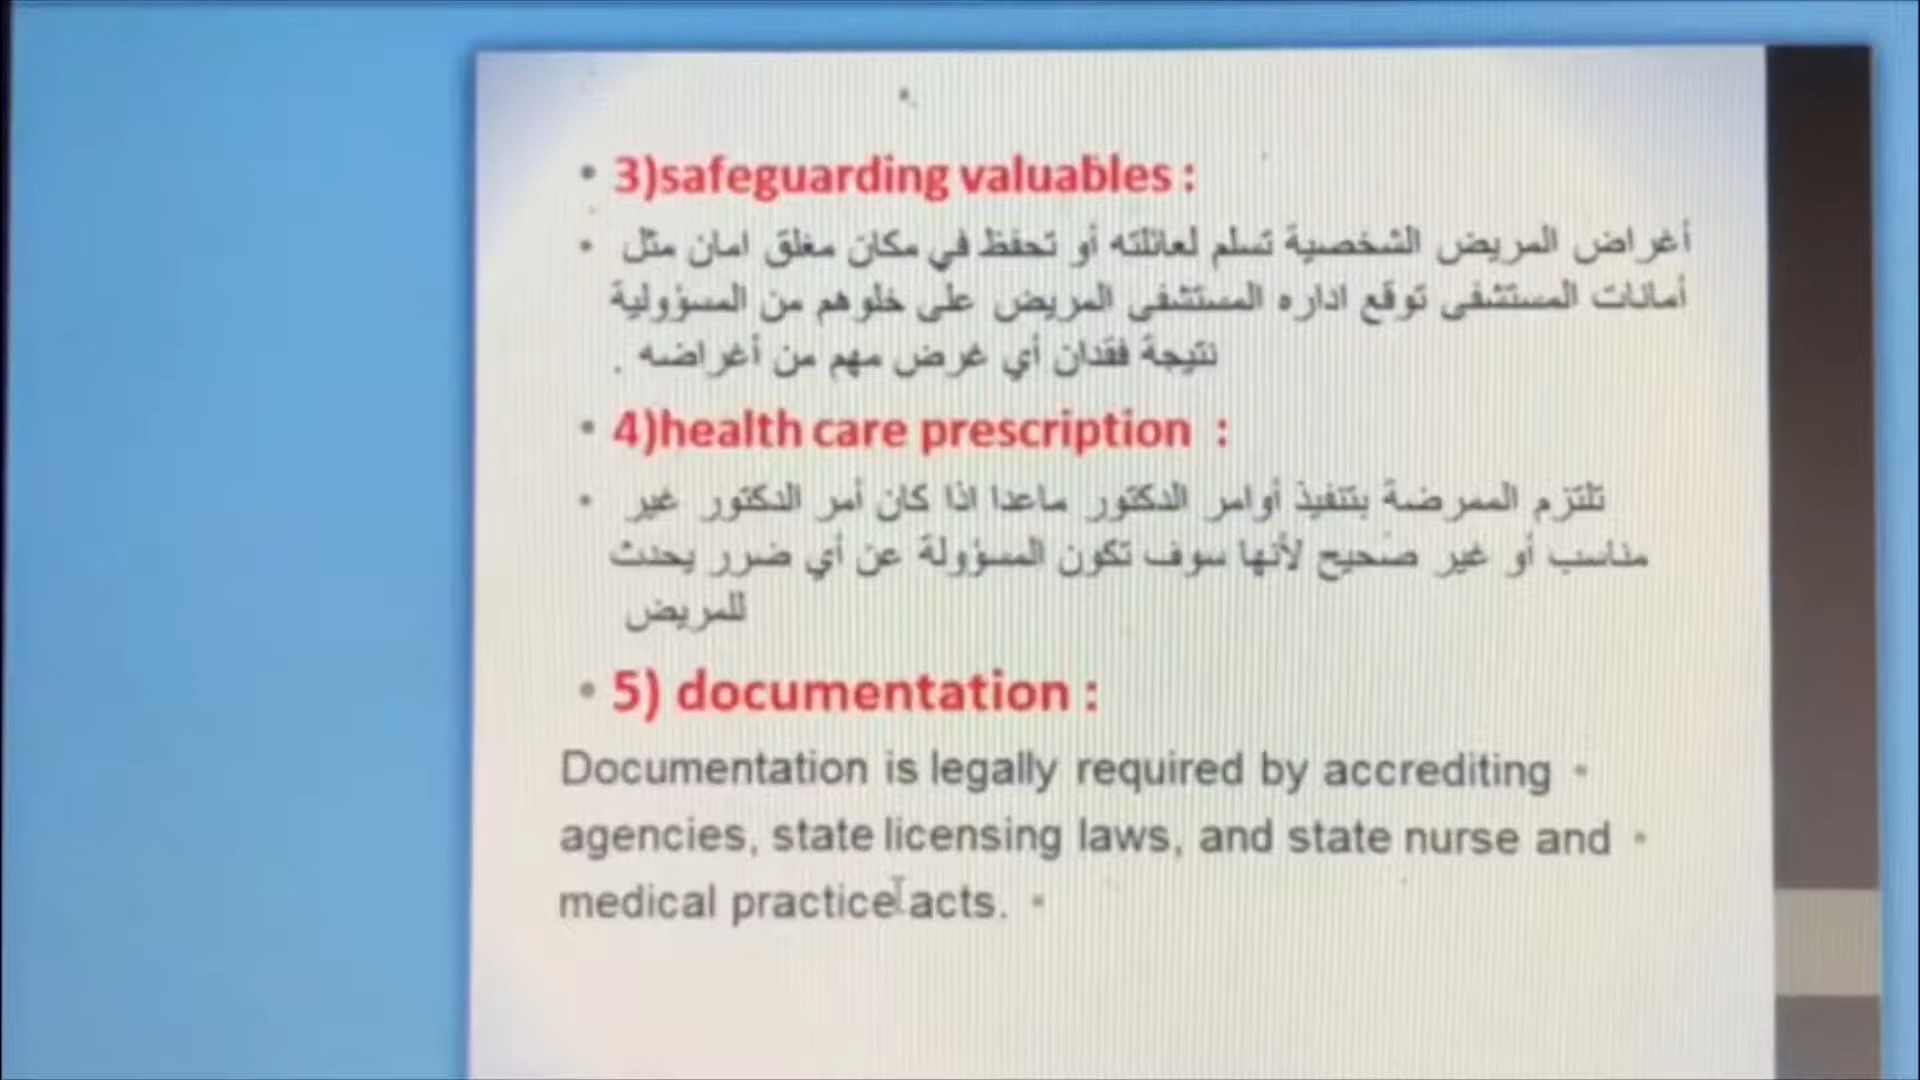 3)safeguarding valuables :
أغراض المريض الشخصية تسلم لعائلته أو تحفظ في مكان مغلق امان مثل
أمانات المستشفى توقع اداره المستشفى المريض على خلوهم من المسؤولية
نتيجة فقدان أي غرض مهم من أغراضه .
4)health care prescription :
تلتزم الممرضة بتنفيذ أوامر الدكتور ماعدا اذا كان أمر الدكتور غير
مناسب أو غير صحيح لأنها سوف تكون المسؤولة عن أي ضرر يحدث
للمريض
5) documentation :
Documentation is legally required by accrediting
agencies, state licensing laws, and state nurse and
medical practice acts.